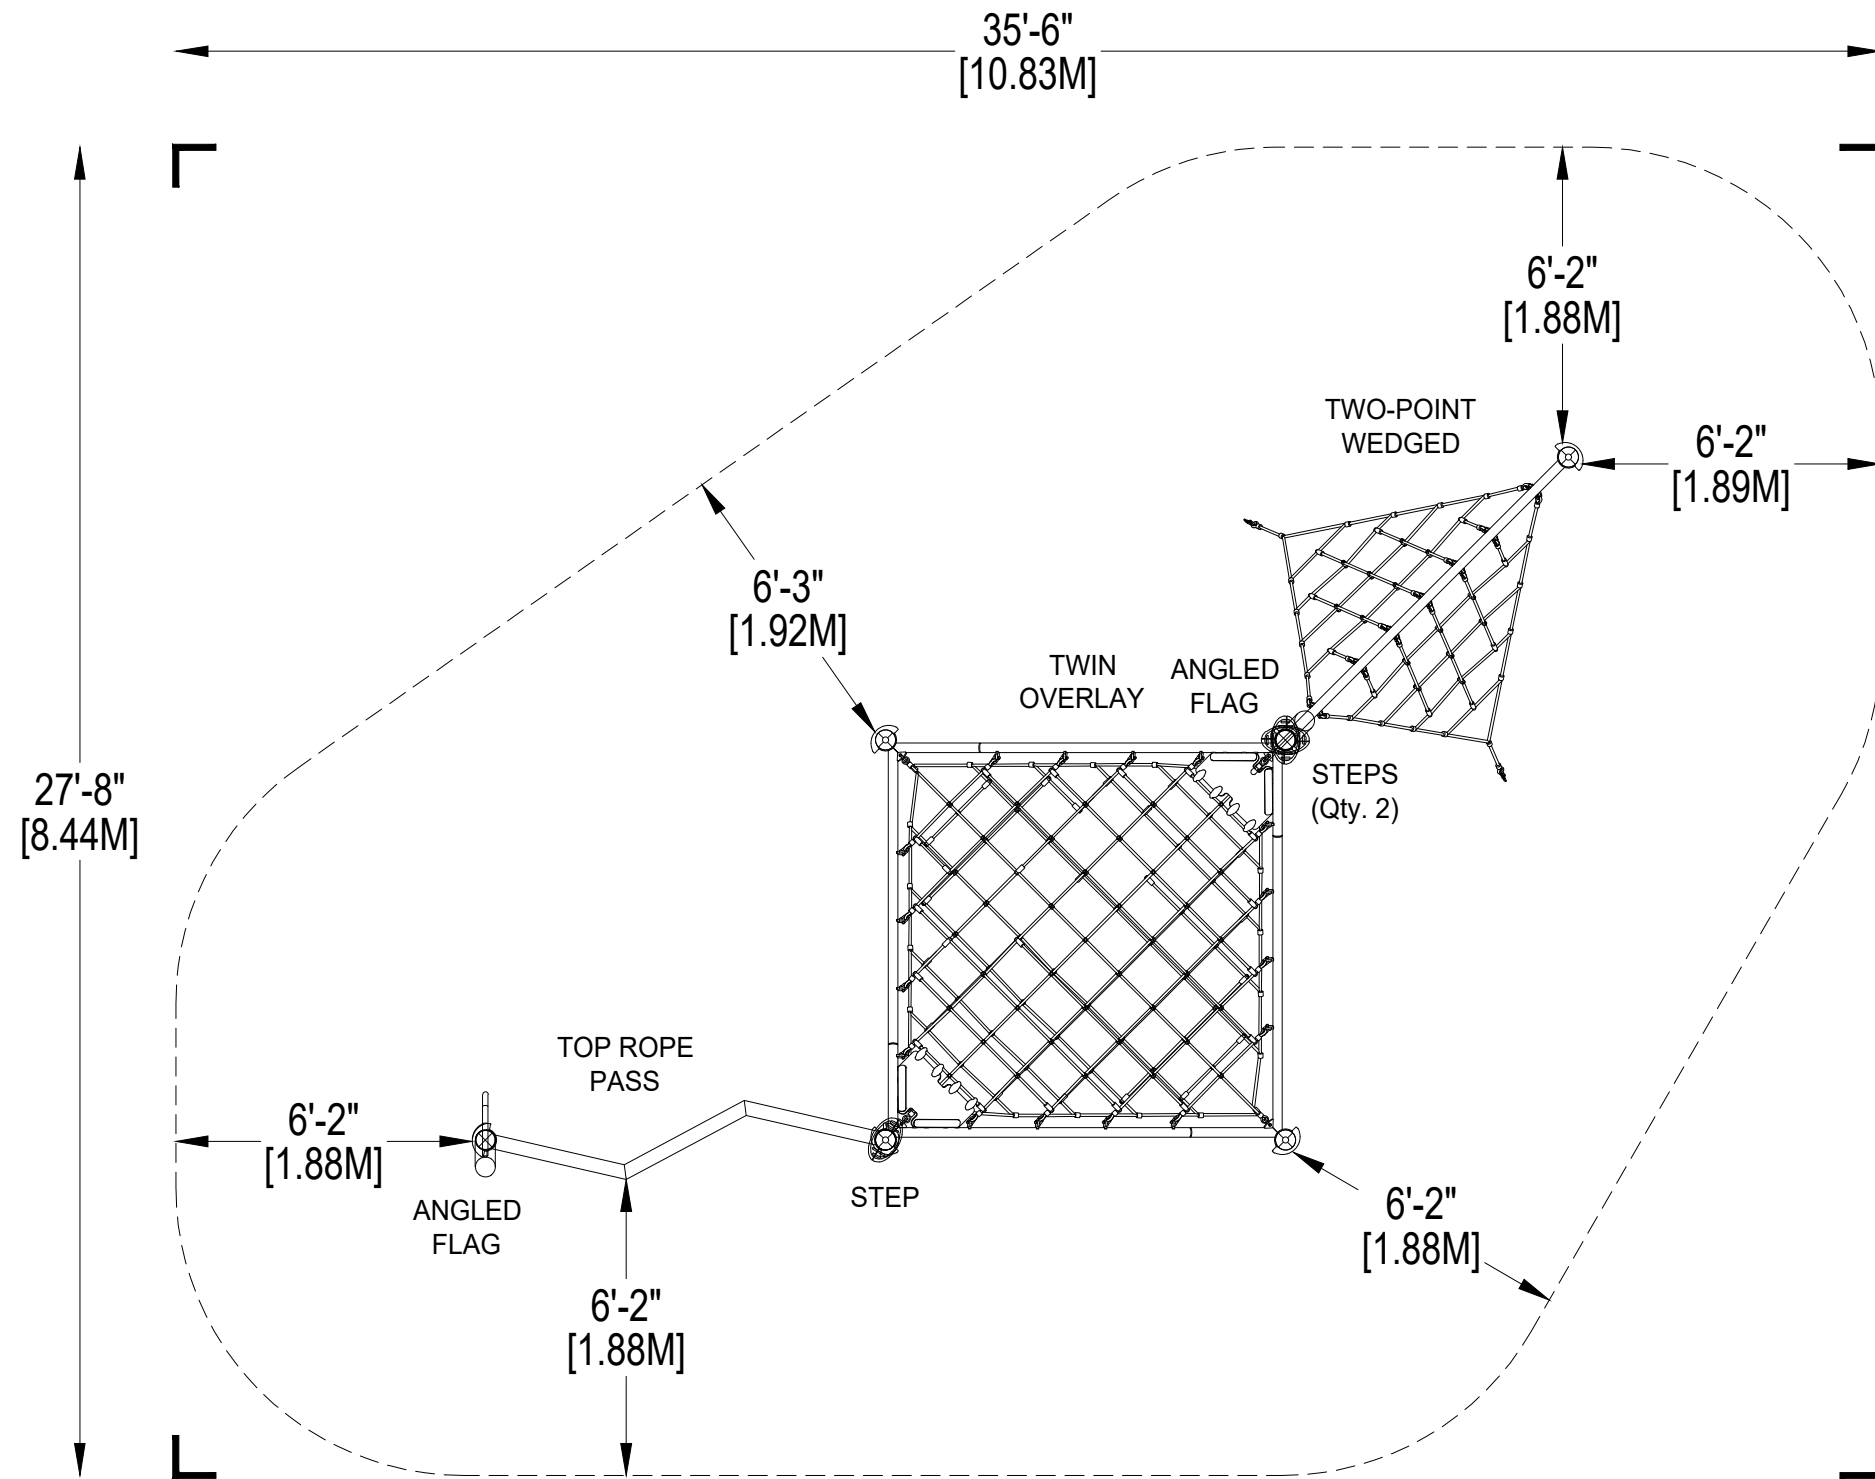 35'-6"
[10.83M]
6'-2"
[1.88M]
TWO-POINT
WEDGED
6'-2"
[1.89M]
6'-3"
[1.92M]
TWIN
OVERLAY
ANGLED
FLAG
STEPS
(Qty. 2)
27'-8"
[8.44M]
TOP ROPE
PASS
6'-2"
[1.88M]
ANGLED
FLAG
STEP
6'-2"
[1.88M]
6'-2"
[1.88M]